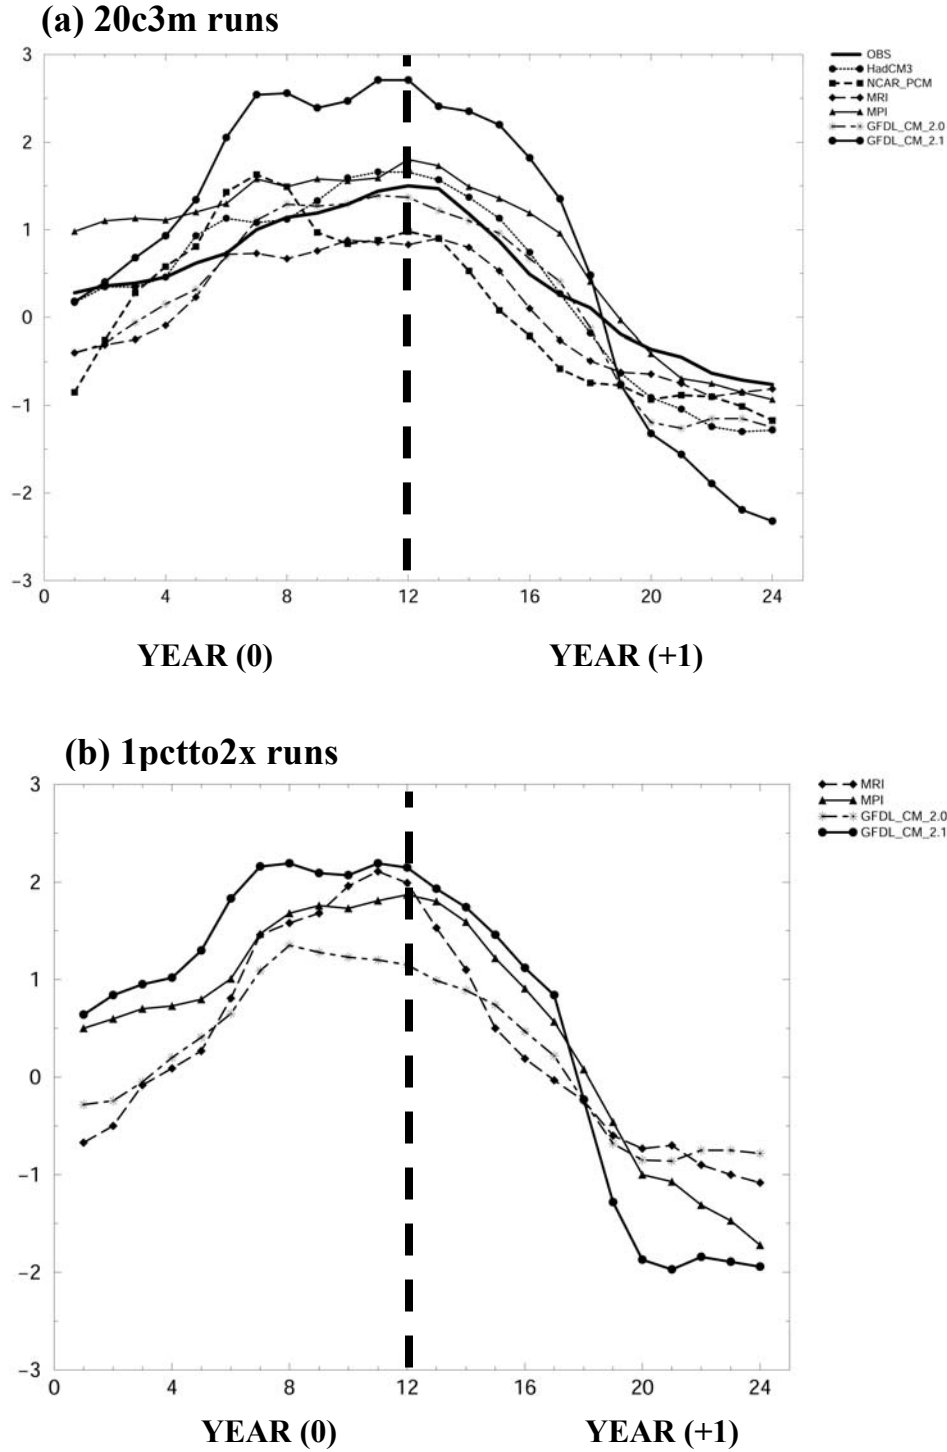 (a) 20c3m runs
3
2
1
0
−1
−2
−3
0 4 8 12 16 20 24
OBS
HadCM3
NCAR_PCM
MRI
MPI
GFDL_CM_2.0
GFDL_CM_2.1
YEAR (0) YEAR (+1)
(b) 1pctto2x runs
3
2
1
0
−1
−2
−3
0 4 8 12 16 20 24
MRI
MPI
GFDL_CM_2.0
GFDL_CM_2.1
YEAR (0) YEAR (+1)